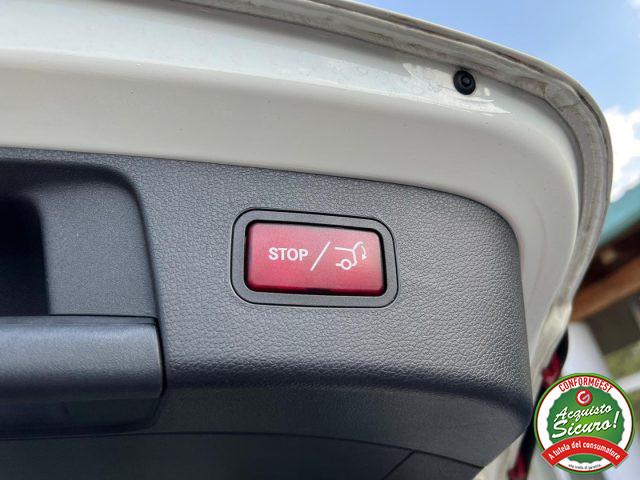 STOP /
CONFORMGEST
Acquisto
Sicuro!
A tutela del consumatore